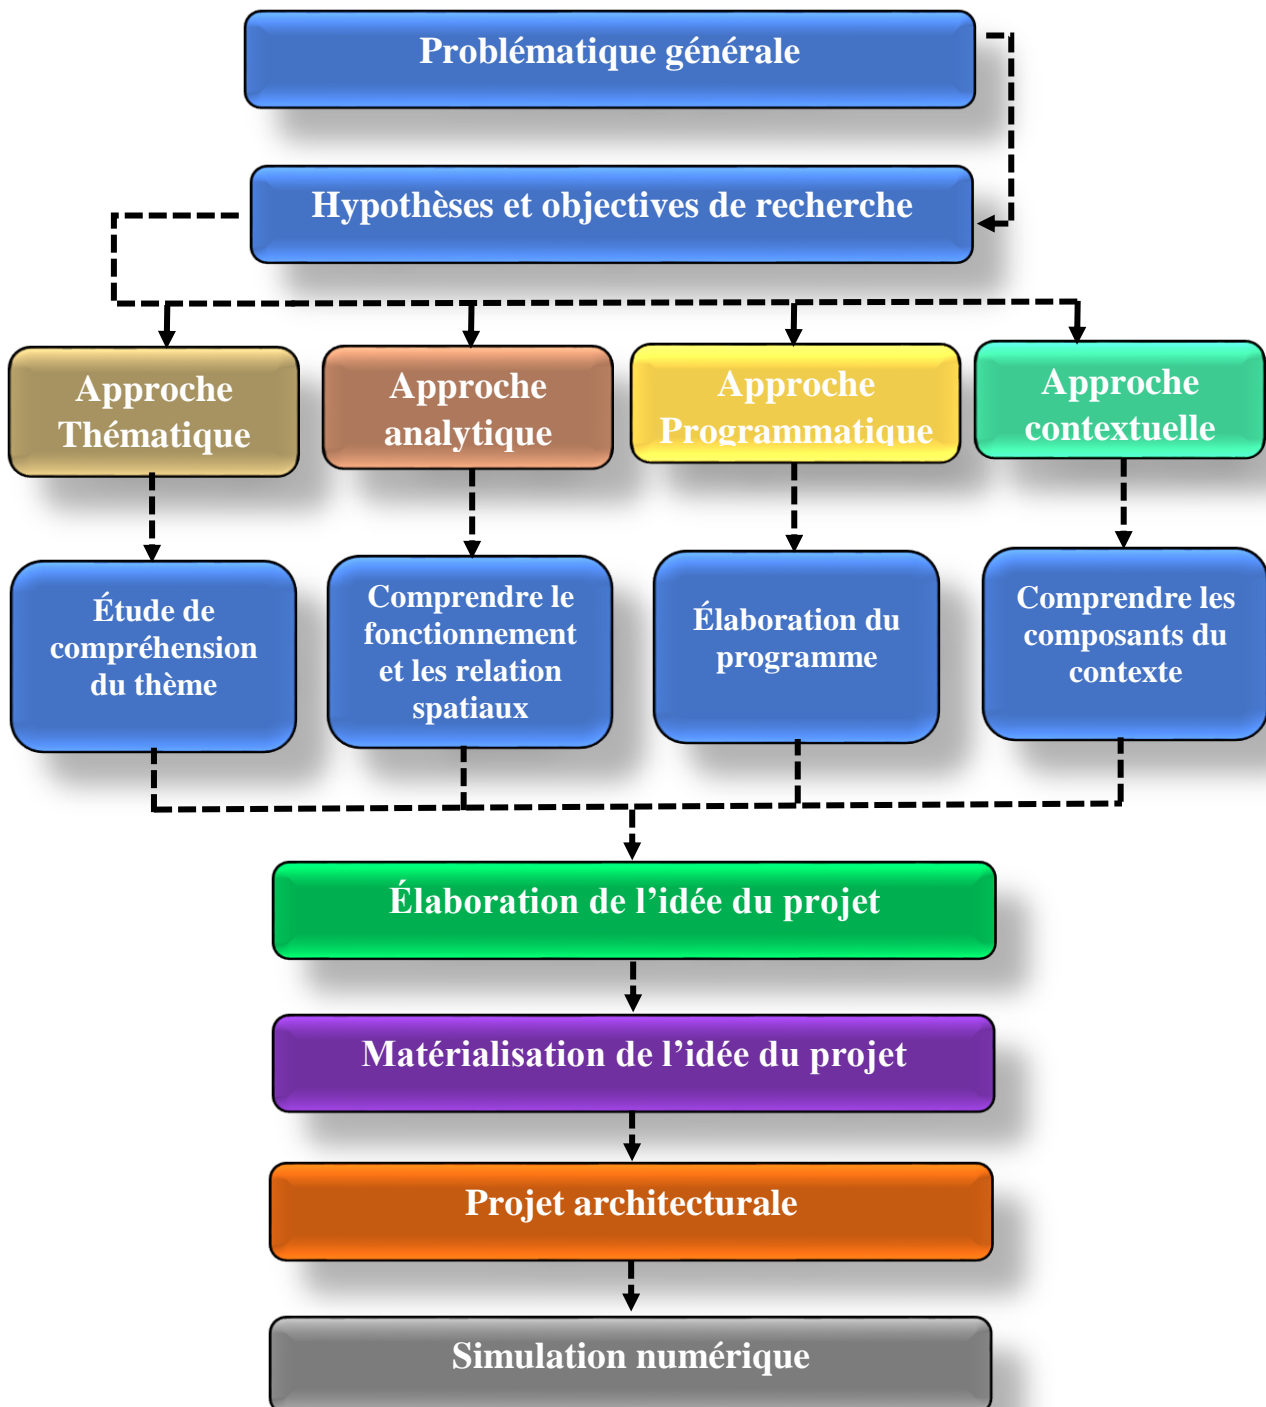 Problématique générale
Hypothèses et objectives de recherche
Approche
Thématique
Approche
analytique
Approche
Programmatique
Approche
contextuelle
Étude de
compréhension
du thème
Comprendre le
fonctionnement
et les relation
spatiaux
Élaboration du
programme
Comprendre les
composants du
contexte
Élaboration de l’idée du projet
Matérialisation de l’idée du projet
Projet architecturale
Simulation numérique